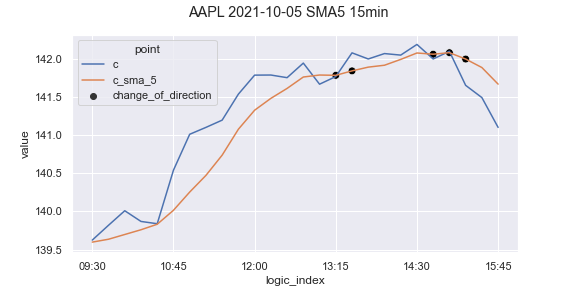 AAPL 2021-10-05 SMA5 15min
point
c
c_sma_5
change_of_direction
value
142.0
141.5
141.0
140.5
140.0
139.5
09:30 10:45 12:00 13:15 14:30 15:45
logic_index